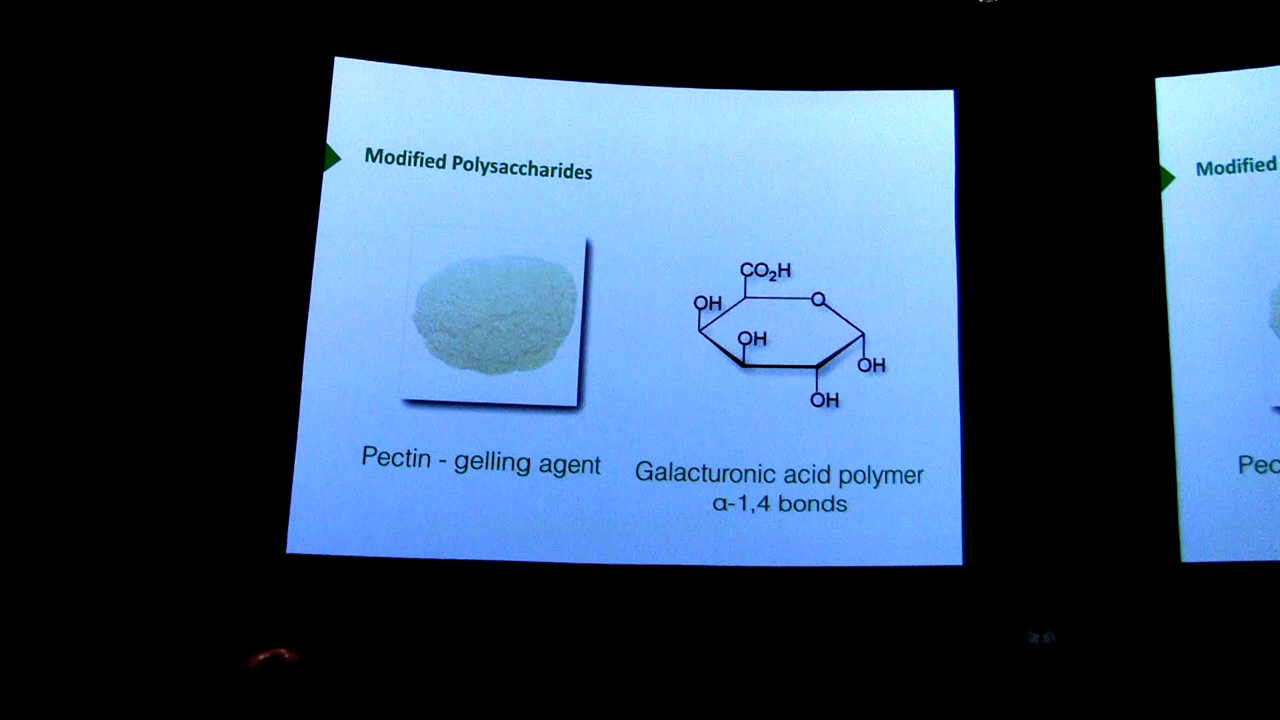 Modified Polysaccharides
CO₂H
OH
O
OH
OH
OH
Pectin - gelling agent
Galacturonic acid polymer
α-1,4 bonds
Modified
Pec